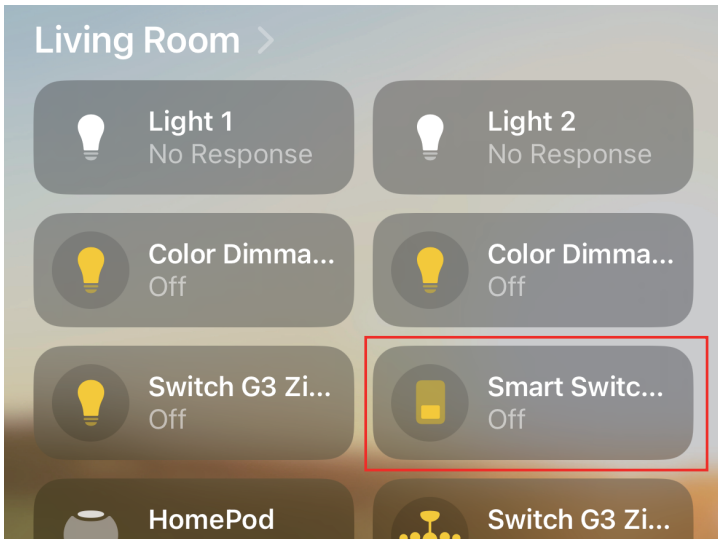 Living Room >
Light 1
No Response
Light 2
No Response
Color Dimma...
Off
Color Dimma...
Off
Switch G3 Zi...
Off
Smart Switc...
Off
HomePod
Switch G3 Zi...